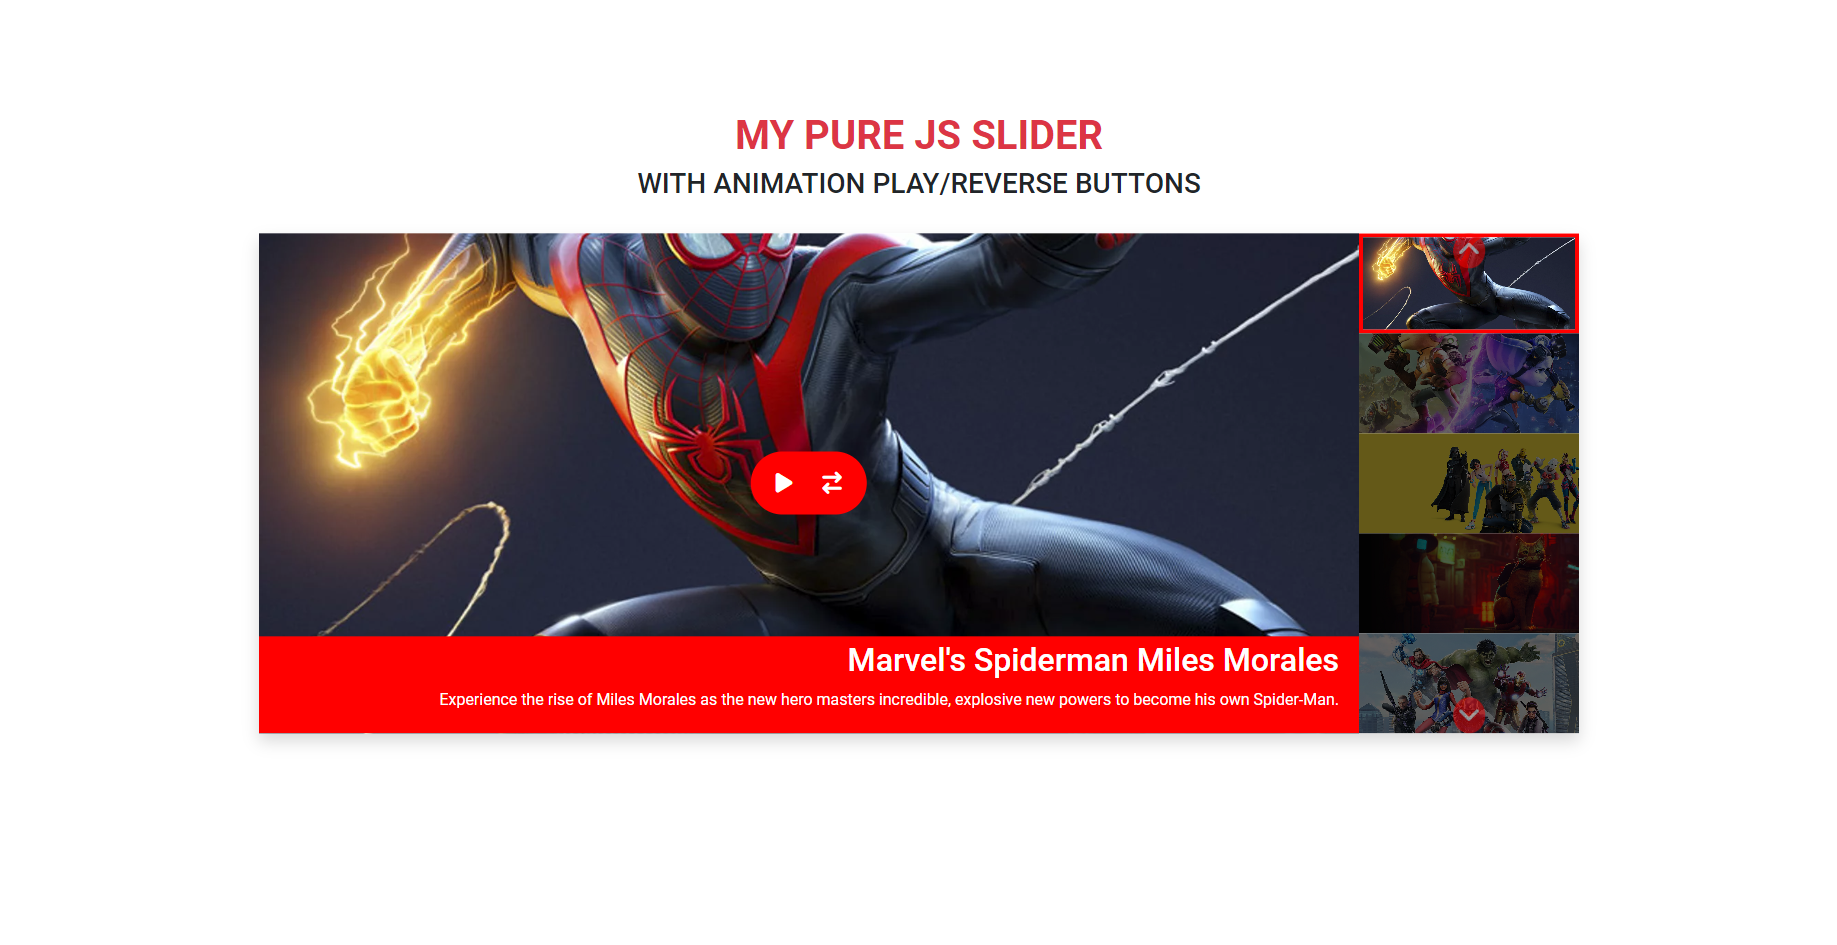 MY PURE JS SLIDER
WITH ANIMATION PLAY/REVERSE BUTTONS
Marvel's Spiderman Miles Morales
Experience the rise of Miles Morales as the new hero masters incredible, explosive new powers to become his own Spider-Man.